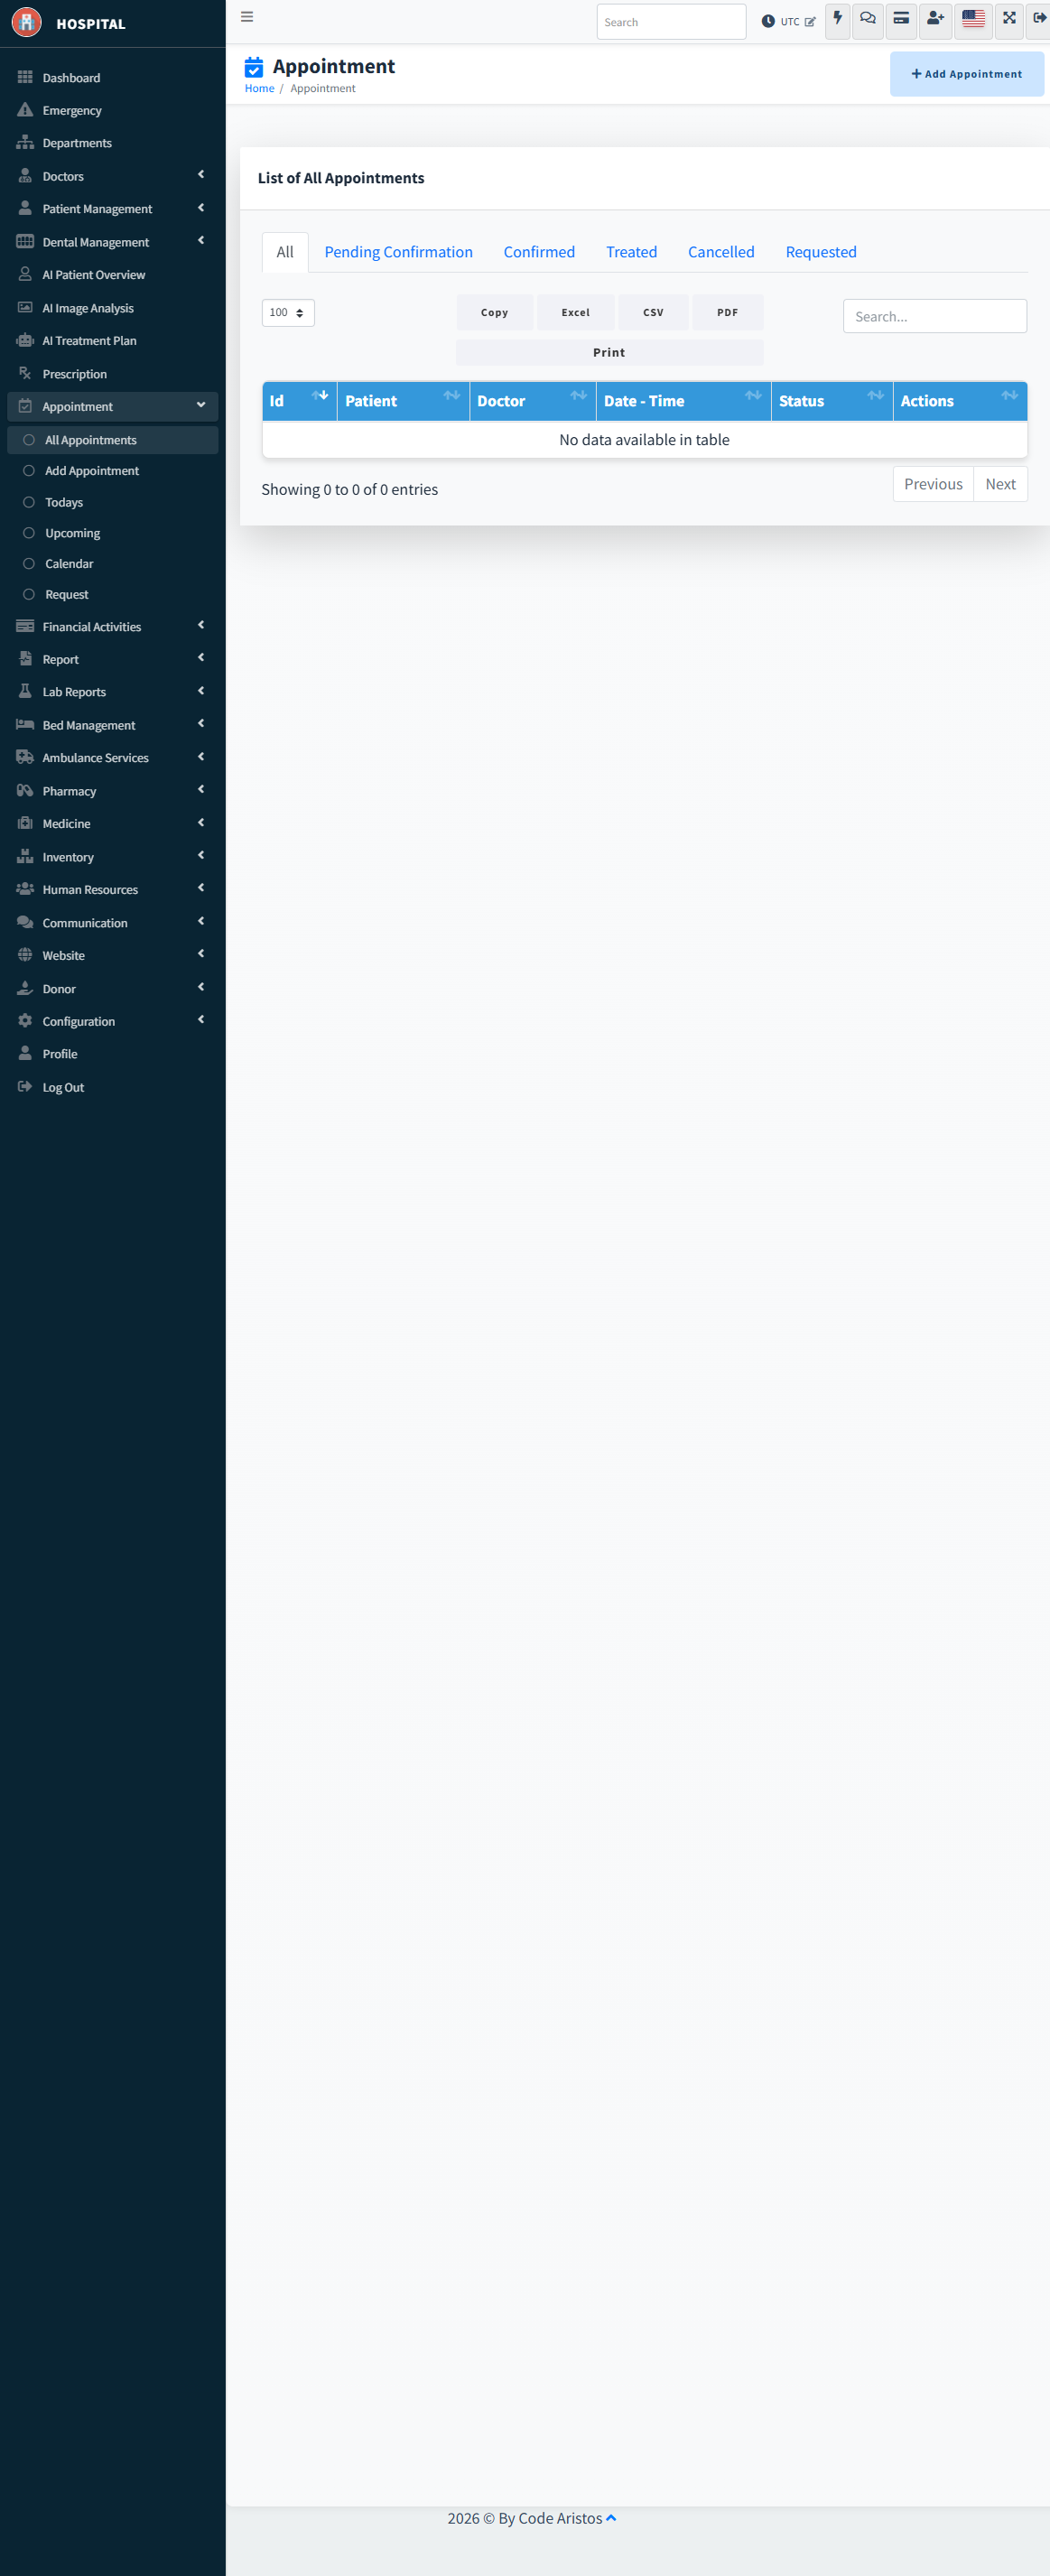 HOSPITAL
Search
UTC
Appointment
Home / Appointment
+ Add Appointment
Dashboard
Emergency
Departments
Doctors
Patient Management
Dental Management
AI Patient Overview
AI Image Analysis
AI Treatment Plan
Prescription
Appointment
All Appointments
Add Appointment
Todays
Upcoming
Calendar
Request
Financial Activities
Report
Lab Reports
Bed Management
Ambulance Services
Pharmacy
Medicine
Inventory
Human Resources
Communication
Website
Donor
Configuration
Profile
Log Out
List of All Appointments
All Pending Confirmation Confirmed Treated Cancelled Requested
100 Copy Excel CSV PDF Search...
Print
Id Patient Doctor Date - Time Status Actions
No data available in table
Showing 0 to 0 of 0 entries Previous Next
2026 © By Code Aristos